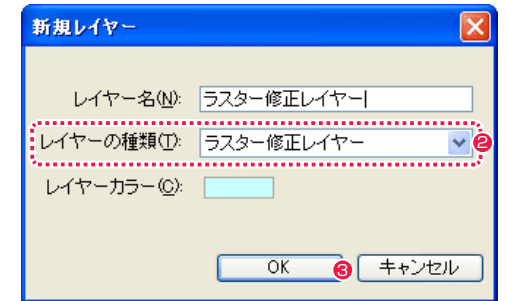 新規レイヤー
レイヤー名(N): ラスター修正レイヤー
レイヤーの種類(T): ラスター修正レイヤー 2
レイヤーカラー(C):
OK 3 キャンセル